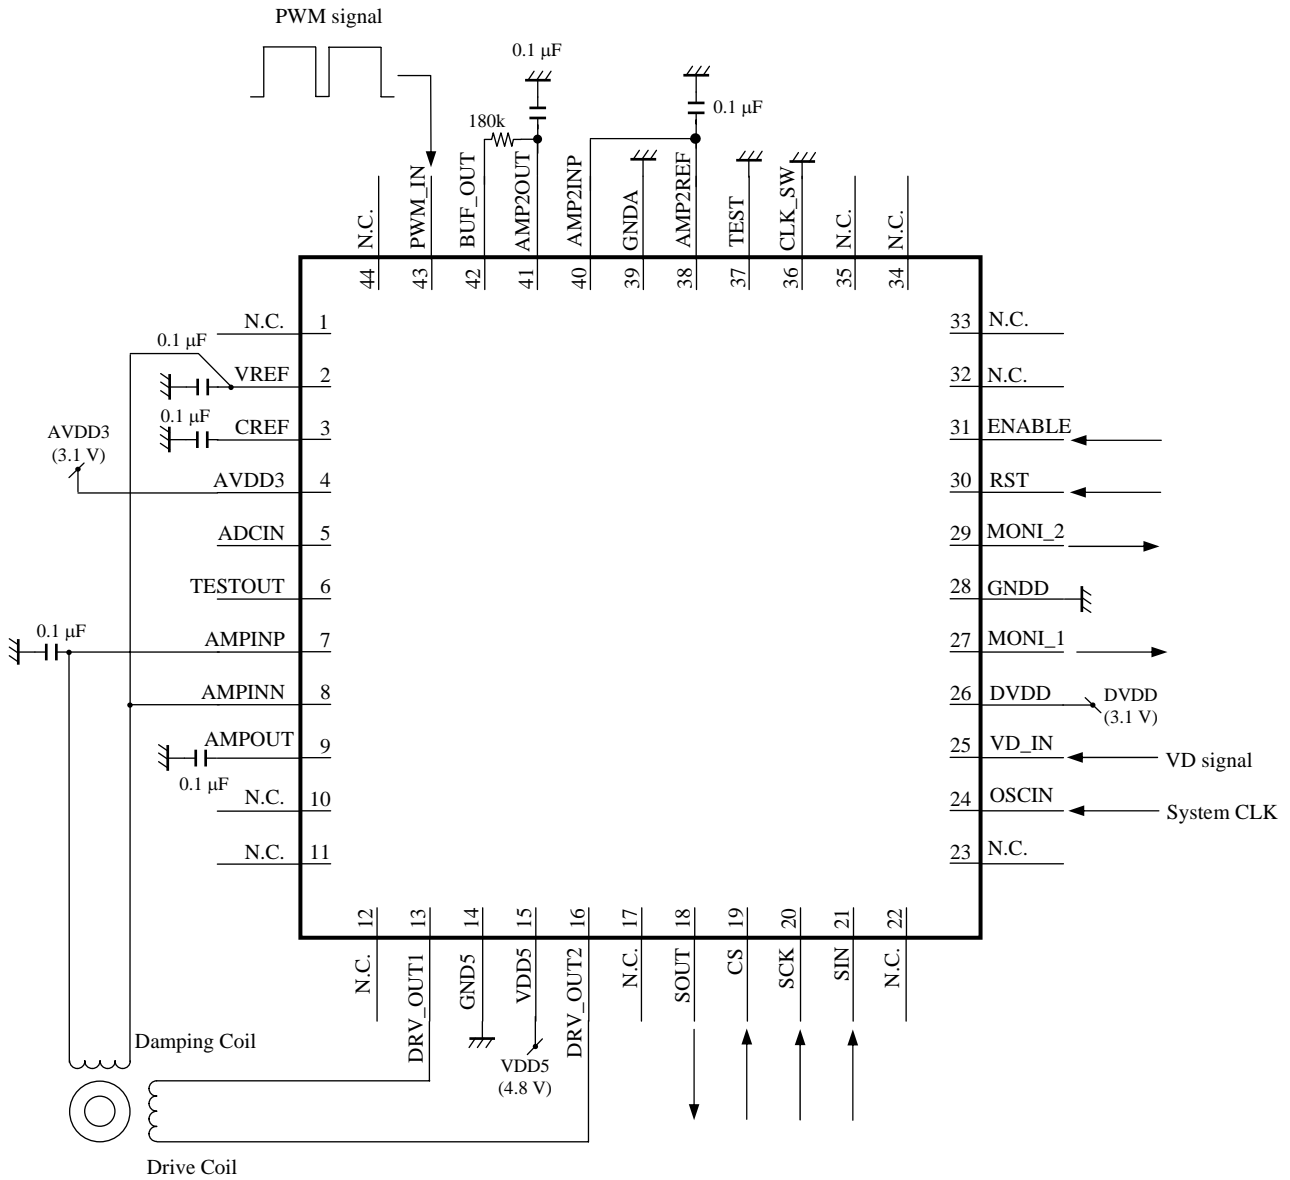 PWM signal
0.1 µF
0.1 µF
180k
N.C.
PWM_IN
BUF_OUT
AMP2OUT
AMP2INP
GNDA
AMP2REF
TEST
CLK_SW
N.C.
N.C.
44
43
42
41
40
39
38
37
36
35
34
N.C. 1
0.1 µF
VREF 2
0.1 µF
CREF 3
AVDD3
(3.1 V)
AVDD3 4
ADCIN 5
TESTOUT 6
0.1 µF
AMPINP 7
AMPINN 8
AMPOUT 9
0.1 µF
N.C. 10
N.C. 11
33 N.C.
32 N.C.
31 ENABLE
30 RST
29 MONI_2
28 GNDD
27 MONI_1
26 DVDD
DVDD
(3.1 V)
25 VD_IN
VD signal
24 OSCIN
System CLK
23 N.C.
12
13
14
15
16
17
18
19
20
21
22
N.C.
DRV_OUT1
GND5
VDD5
DRV_OUT2
N.C.
SOUT
CS
SCK
SIN
N.C.
VDD5
(4.8 V)
Damping Coil
Drive Coil